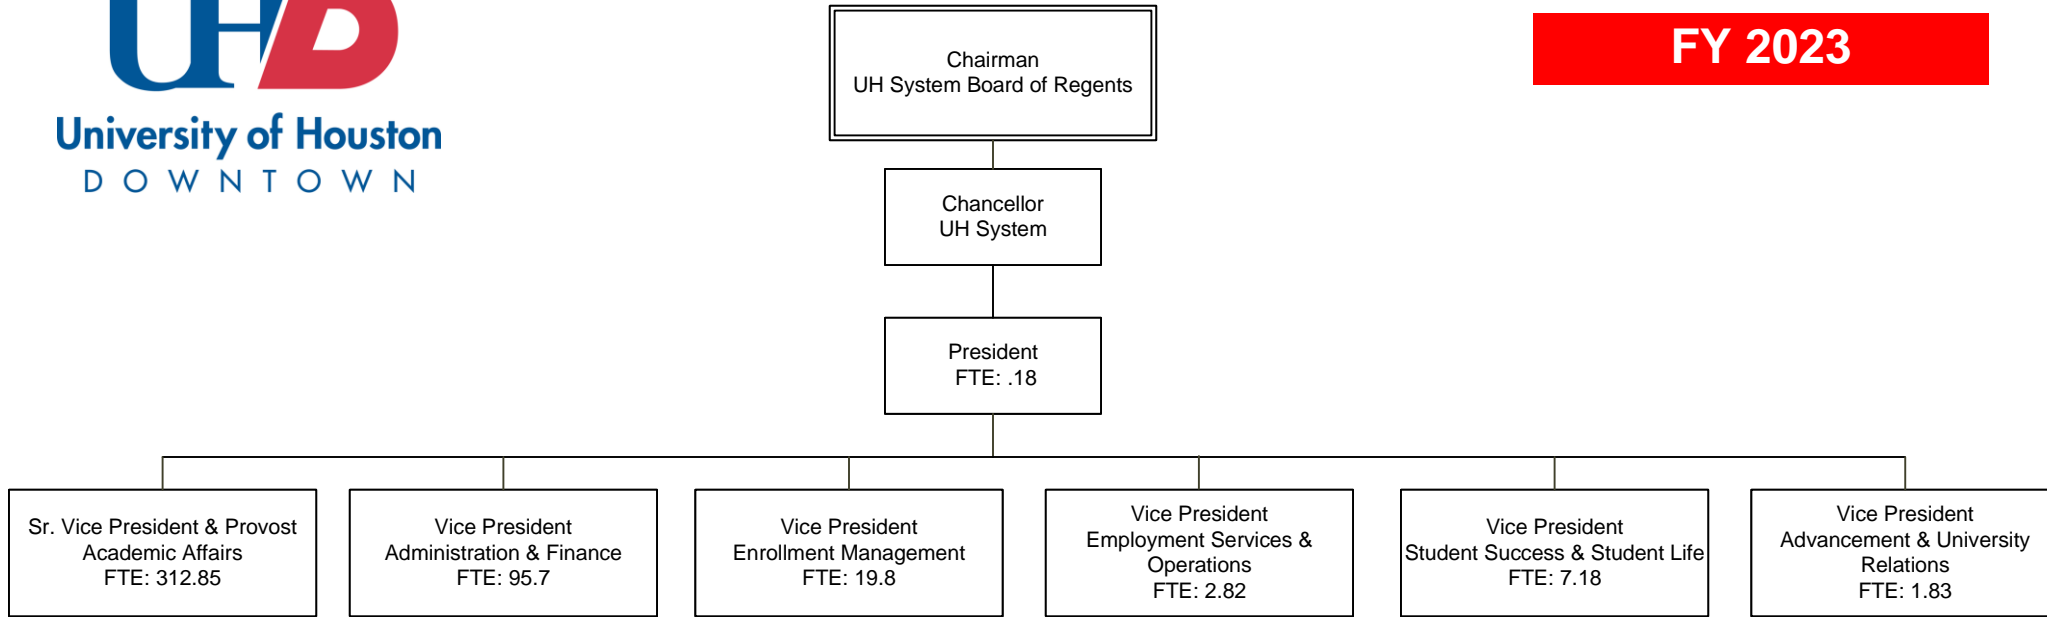 UHD
University of Houston
DOWNTOWN
FY 2023
Chairman
UH System Board of Regents
Chancellor
UH System
President
FTE: .18
Sr. Vice President & Provost
Academic Affairs
FTE: 312.85
Vice President
Administration & Finance
FTE: 95.7
Vice President
Enrollment Management
FTE: 19.8
Vice President
Employment Services &
Operations
FTE: 2.82
Vice President
Student Success & Student Life
FTE: 7.18
Vice President
Advancement & University
Relations
FTE: 1.83